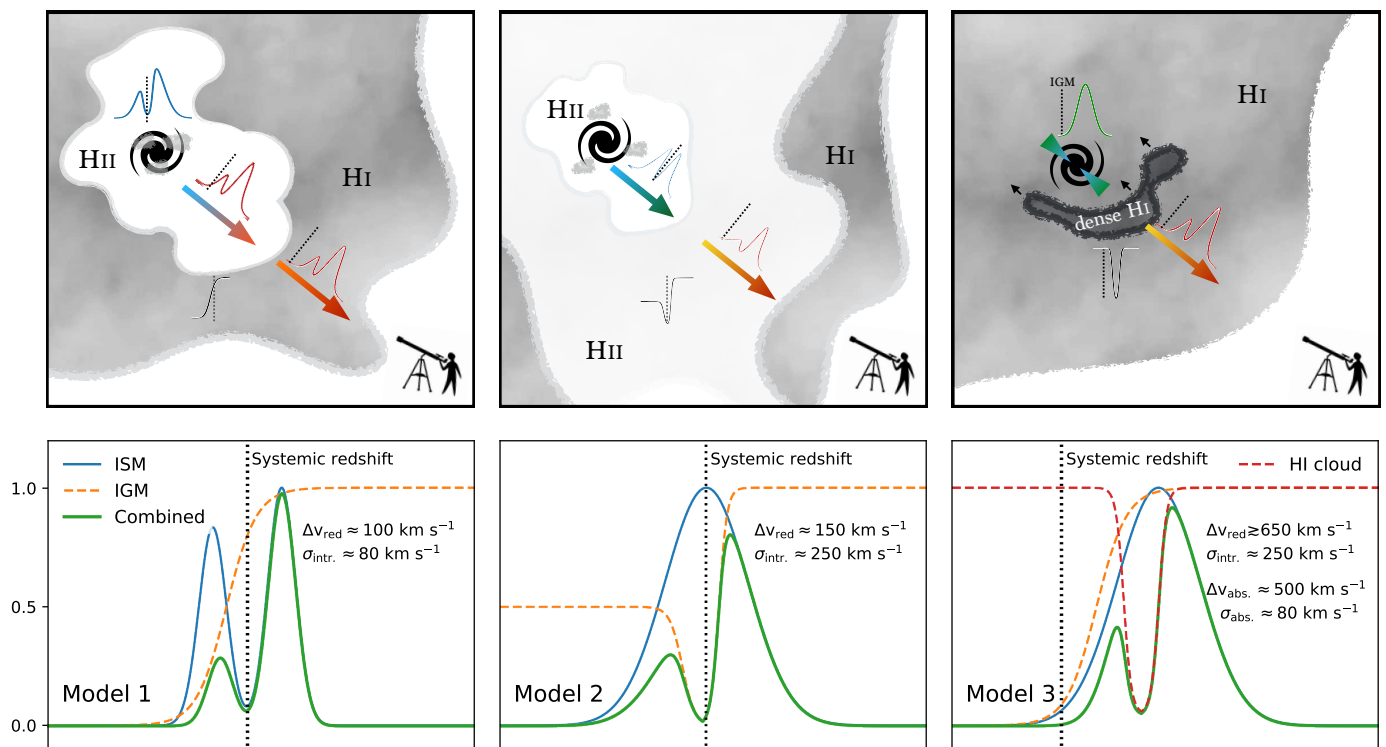 HII
HI
HII
HI
HII
IGM
HI
dense HI
ISM
IGM
Combined
Systemic redshift
Δv_red ≈ 100 km s⁻¹
σ_intr. ≈ 80 km s⁻¹
Model 1
1.0
0.5
0.0
Systemic redshift
Δv_red ≈ 150 km s⁻¹
σ_intr. ≈ 250 km s⁻¹
Model 2
Systemic redshift
HI cloud
Δv_red ≳ 650 km s⁻¹
σ_intr. ≈ 250 km s⁻¹
Δv_abs. ≈ 500 km s⁻¹
σ_abs. ≈ 80 km s⁻¹
Model 3